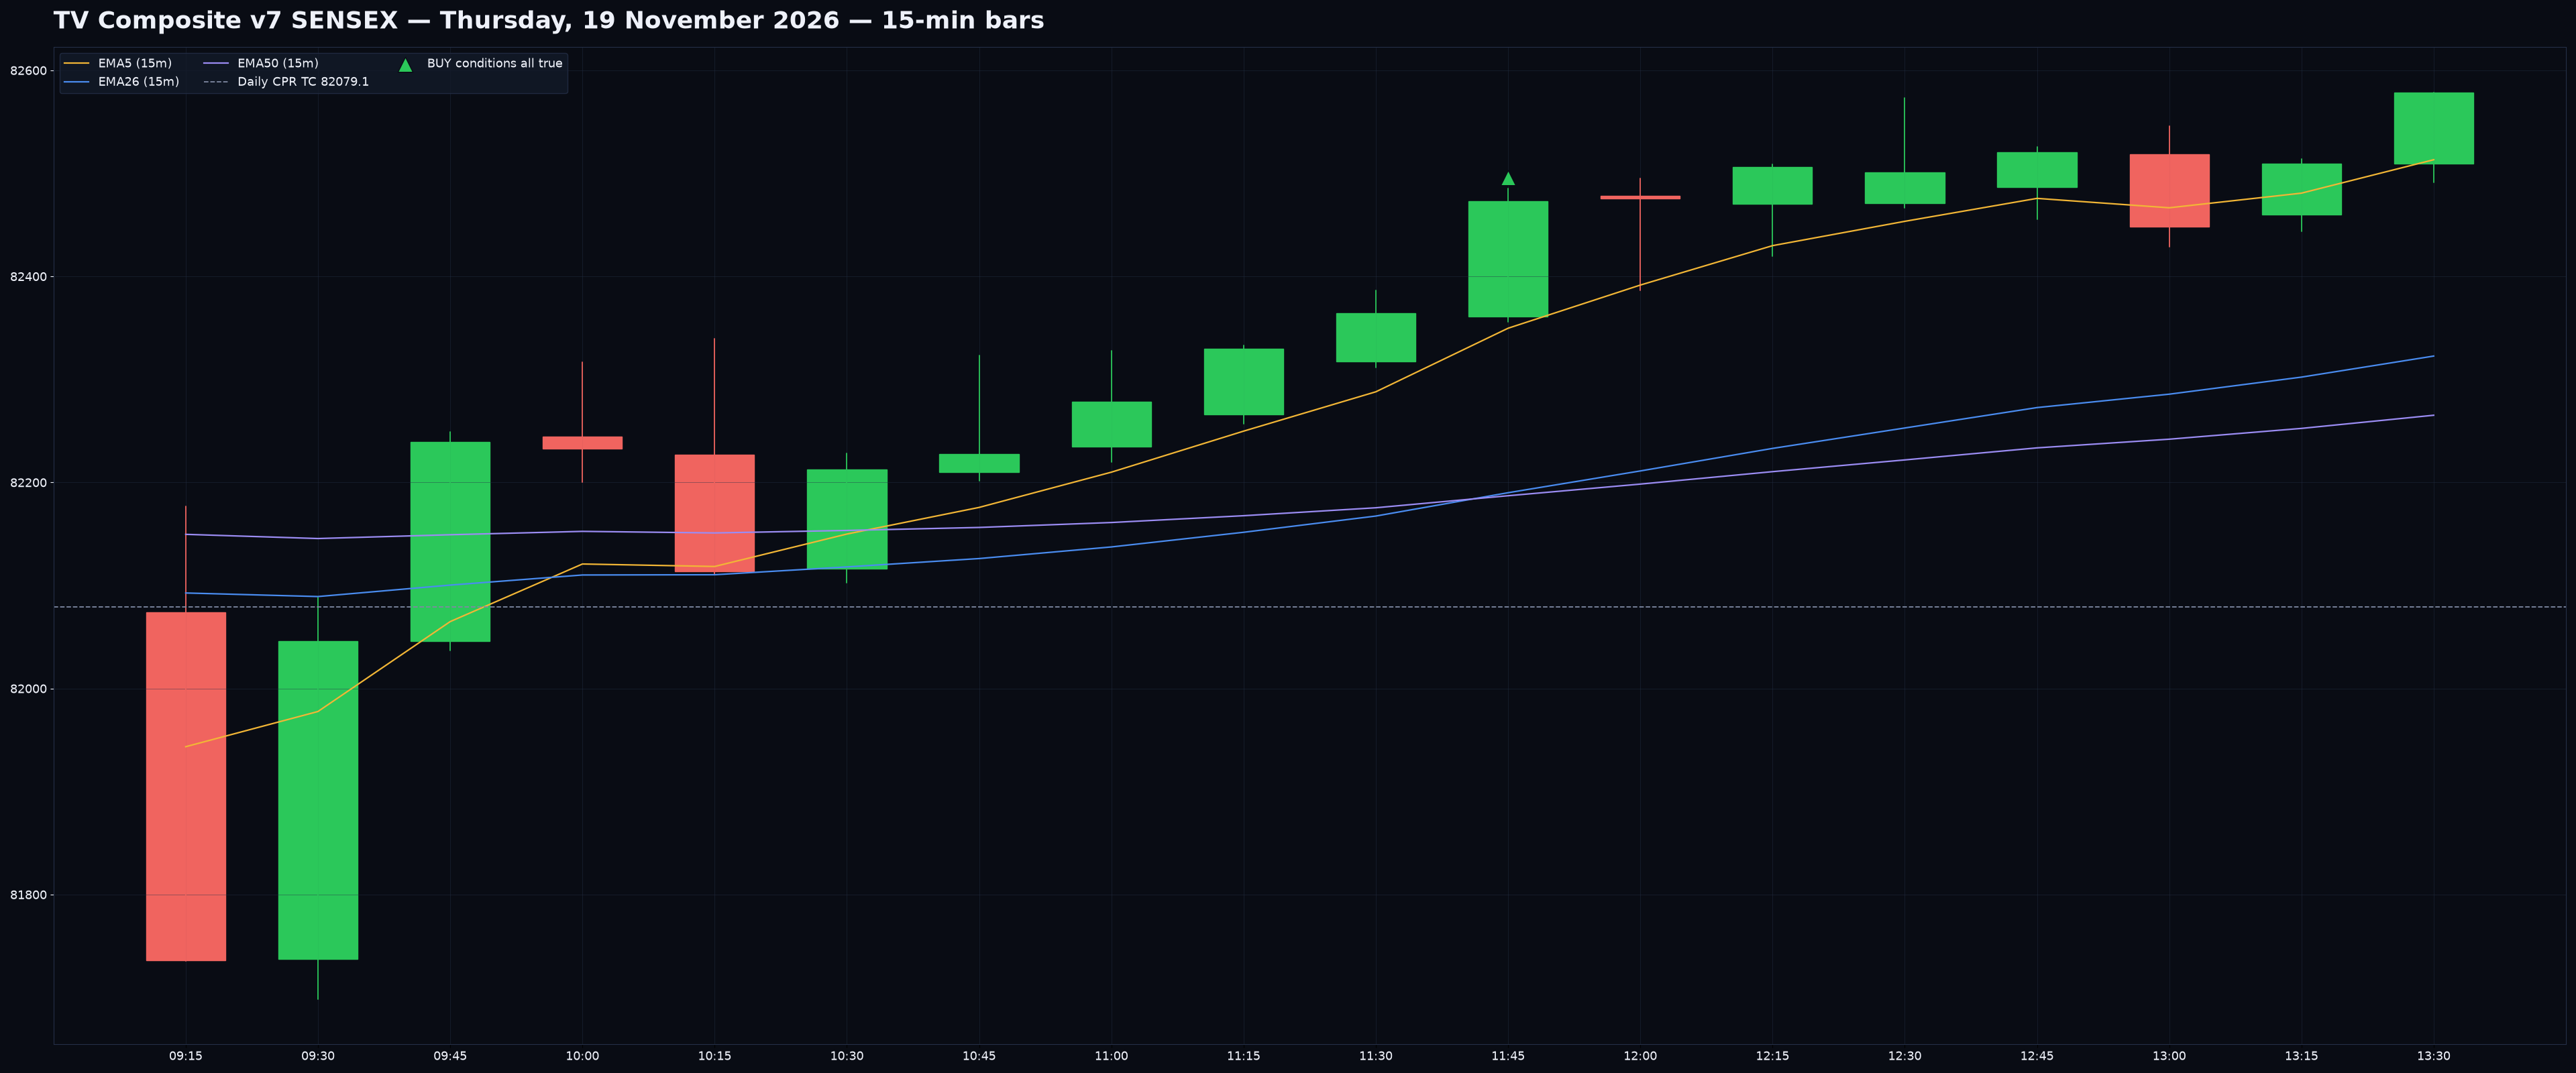 TV Composite v7 SENSEX — Thursday, 19 November 2026 — 15-min bars
EMA5 (15m)
EMA26 (15m)
EMA50 (15m)
Daily CPR TC 82079.1
BUY conditions all true
82600
82400
82200
82000
81800
09:15 09:30 09:45 10:00 10:15 10:30 10:45 11:00 11:15 11:30 11:45 12:00 12:15 12:30 12:45 13:00 13:15 13:30